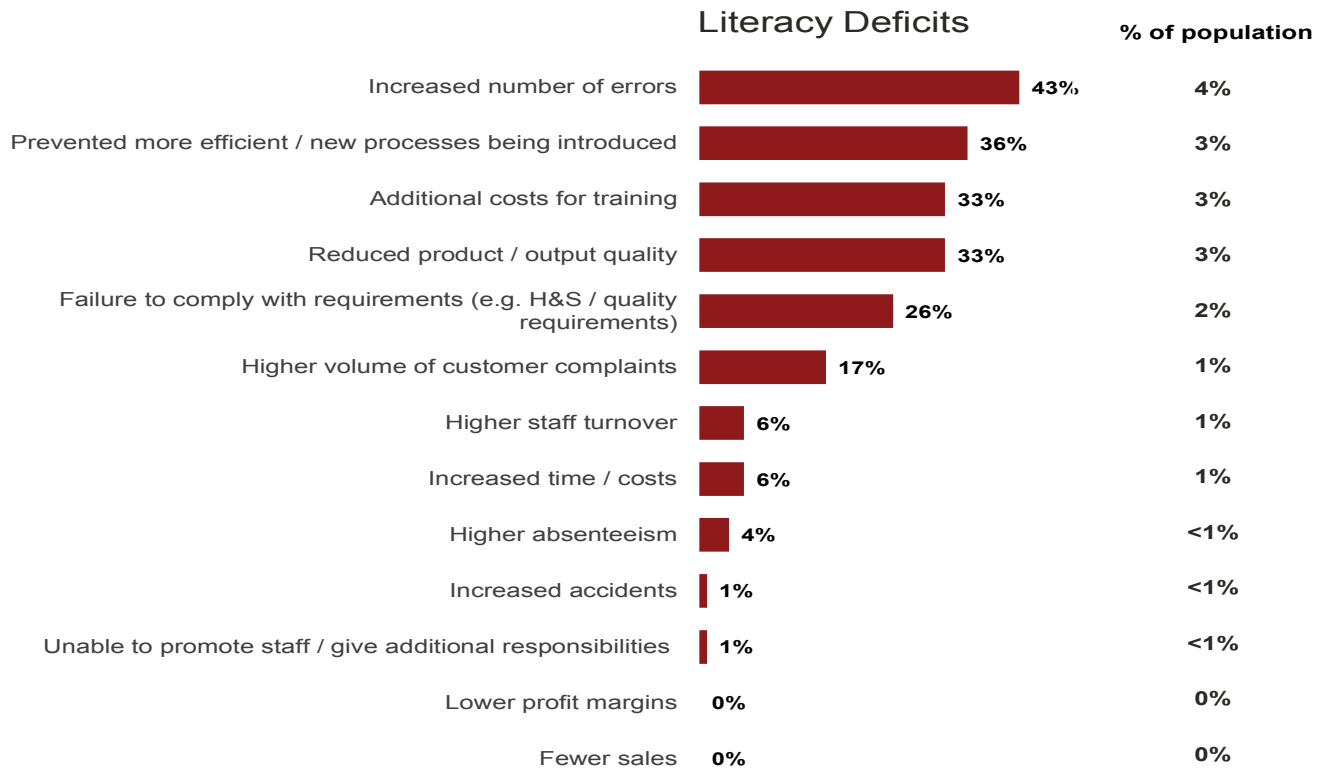 Literacy Deficits
% of population
Increased number of errors 43% 4%
Prevented more efficient / new processes being introduced 36% 3%
Additional costs for training 33% 3%
Reduced product / output quality 33% 3%
Failure to comply with requirements (e.g. H&S / quality
requirements) 26% 2%
Higher volume of customer complaints 17% 1%
Higher staff turnover 6% 1%
Increased time / costs 6% 1%
Higher absenteeism 4% <1%
Increased accidents 1% <1%
Unable to promote staff / give additional responsibilities 1% <1%
Lower profit margins 0% 0%
Fewer sales 0% 0%